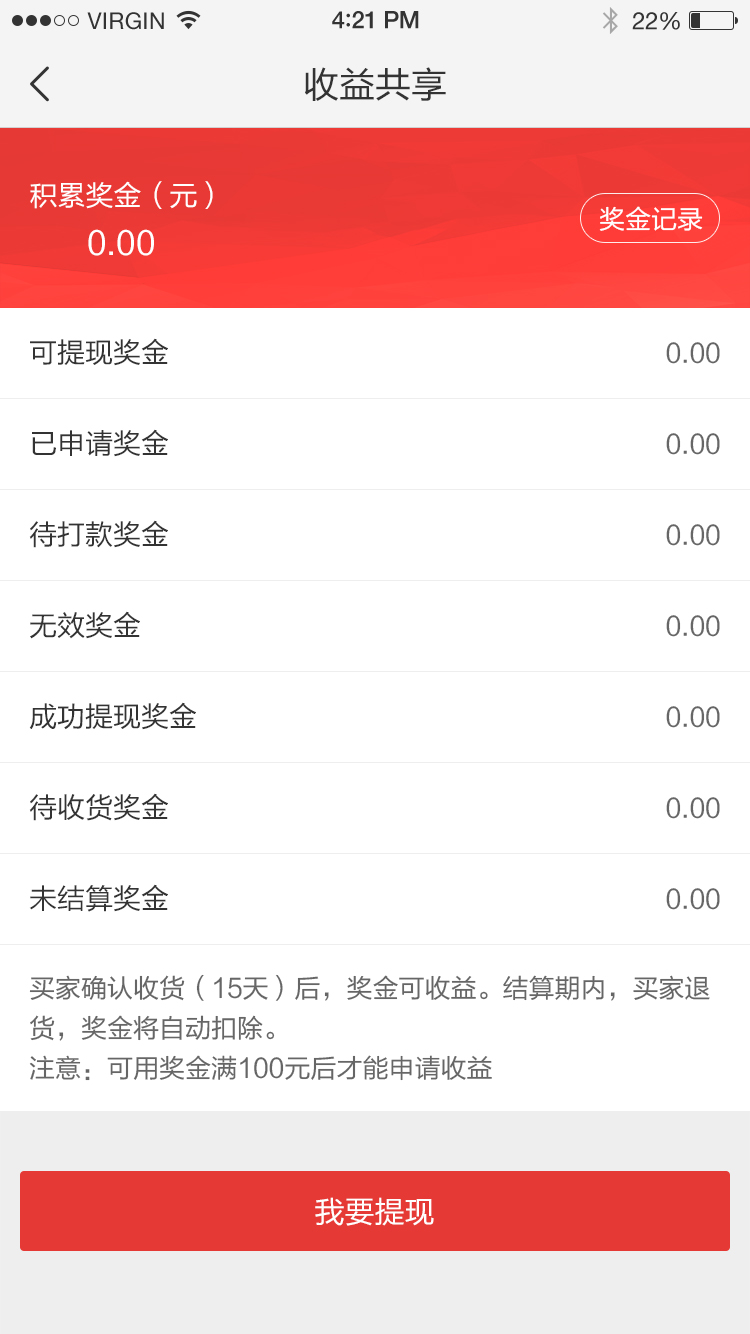 VIRGIN 4:21 PM 22%
收益共享
积累奖金（元）
0.00
奖金记录
可提现奖金 0.00
已申请奖金 0.00
待打款奖金 0.00
无效奖金 0.00
成功提现奖金 0.00
待收货奖金 0.00
未结算奖金 0.00
买家确认收货（15天）后，奖金可收益。结算期内，买家退
货，奖金将自动扣除。
注意：可用奖金满100元后才能申请收益
我要提现